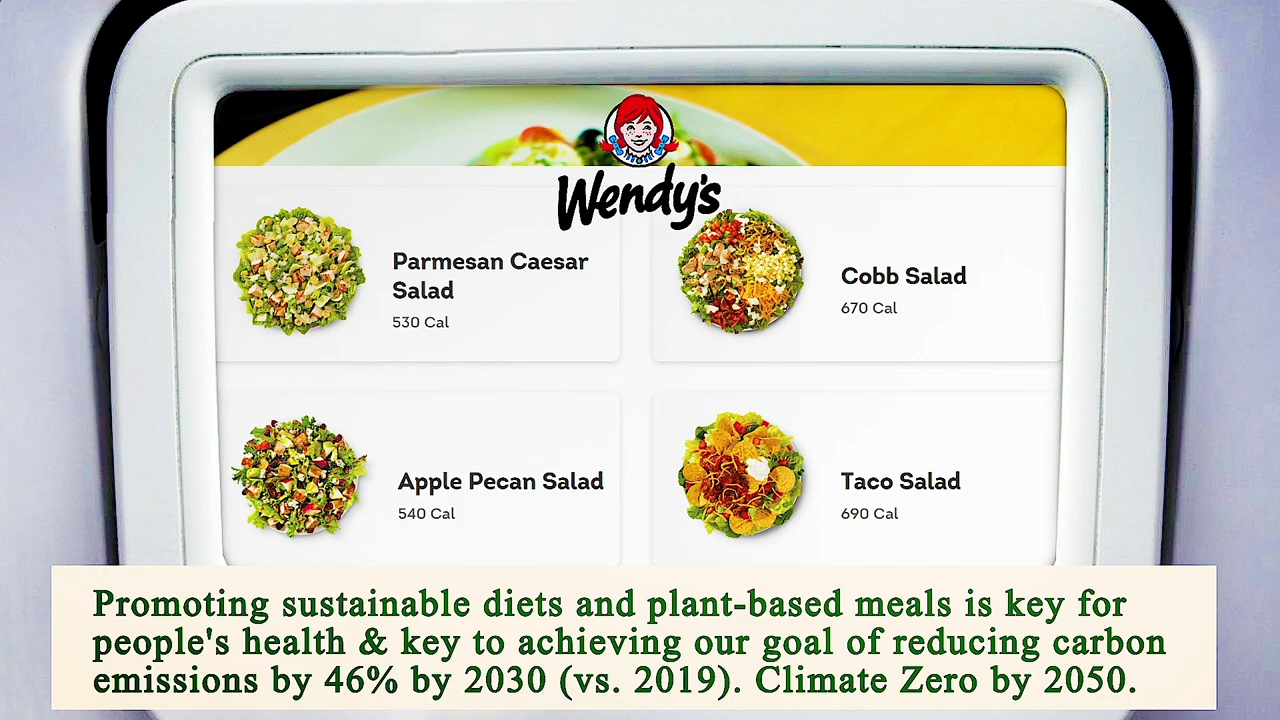 Wendy's
Parmesan Caesar
Salad
530 Cal
Cobb Salad
670 Cal
Apple Pecan Salad
540 Cal
Taco Salad
690 Cal
Promoting sustainable diets and plant-based meals is key for
people's health & key to achieving our goal of reducing carbon
emissions by 46% by 2030 (vs. 2019). Climate Zero by 2050.